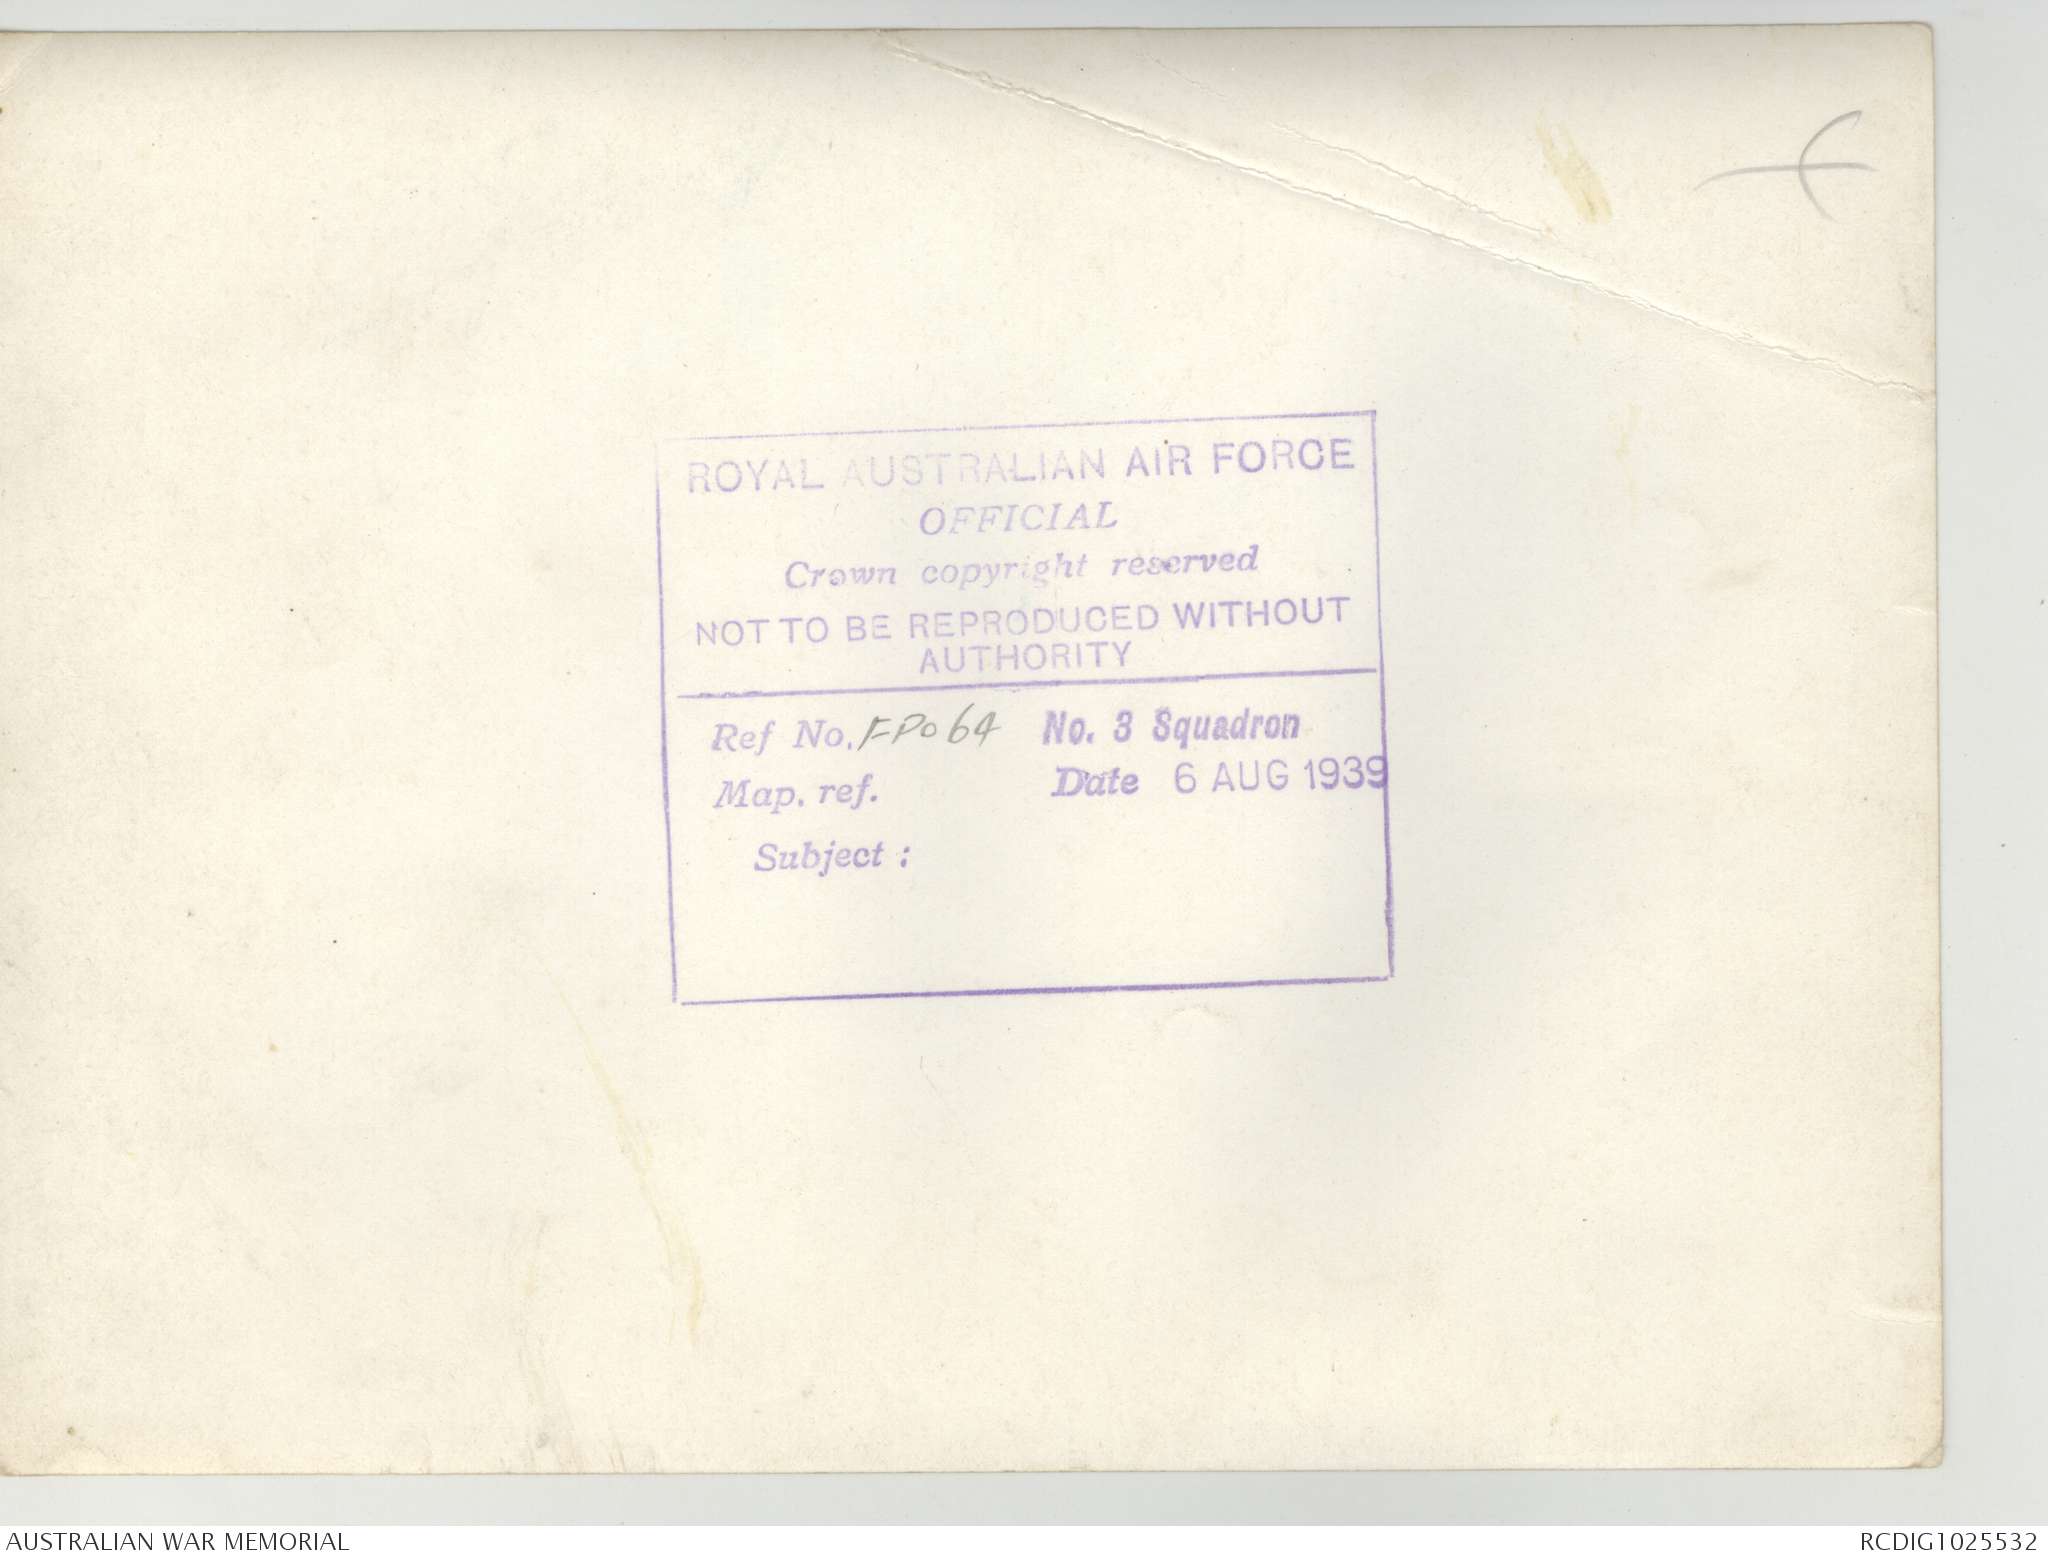 ROYAL AUSTRALIAN AIR FORCE
OFFICIAL
Crown copyright reserved
NOT TO BE REPRODUCED WITHOUT
AUTHORITY
Ref No. FPO64 No. 3 Squadron
Map. ref. Date 6 AUG 1939
Subject :
AUSTRALIAN WAR MEMORIAL
RCDIG1025532